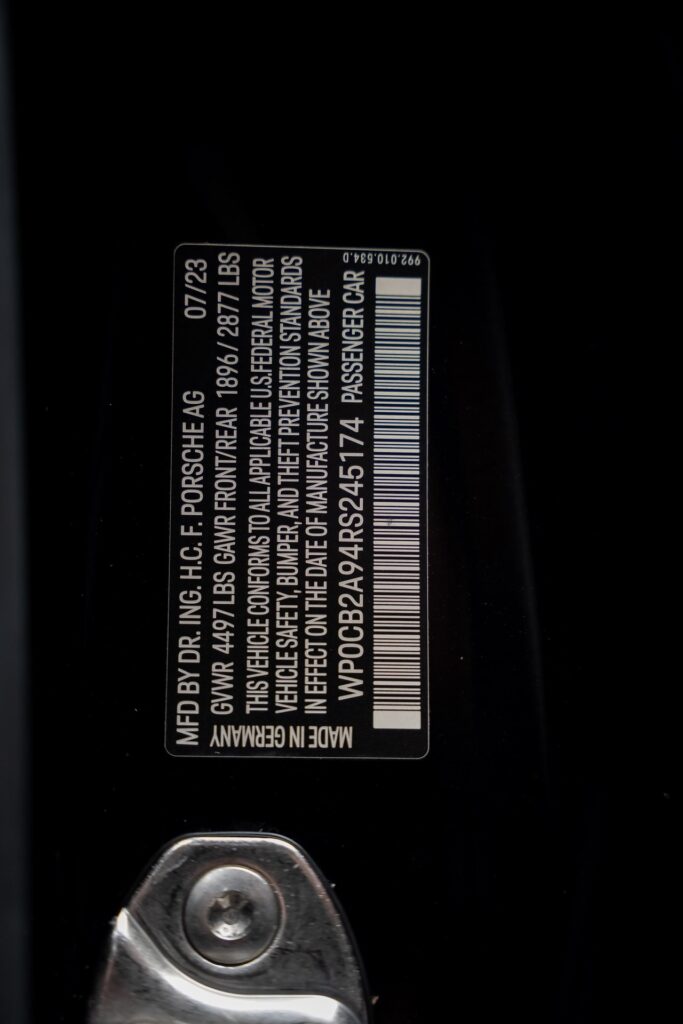 MFD BY DR. ING. H.C. F. PORSCHE AG 07/23
GVWR 4497 LBS GAWR FRONT/REAR 1896 / 2877 LBS
THIS VEHICLE CONFORMS TO ALL APPLICABLE U.S.FEDERAL MOTOR
VEHICLE SAFETY, BUMPER, AND THEFT PREVENTION STANDARDS
IN EFFECT ON THE DATE OF MANUFACTURE SHOWN ABOVE
WP0CB2A94RS245174 PASSENGER CAR
MADE IN GERMANY
992.010.534.D